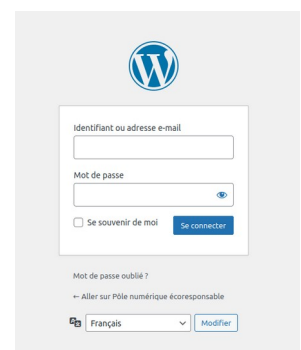 Identifiant ou adresse e-mail
Mot de passe
Se souvenir de moi
Se connecter
Mot de passe oublié ?
← Aller sur Pôle numérique écoresponsable
Français
Modifier